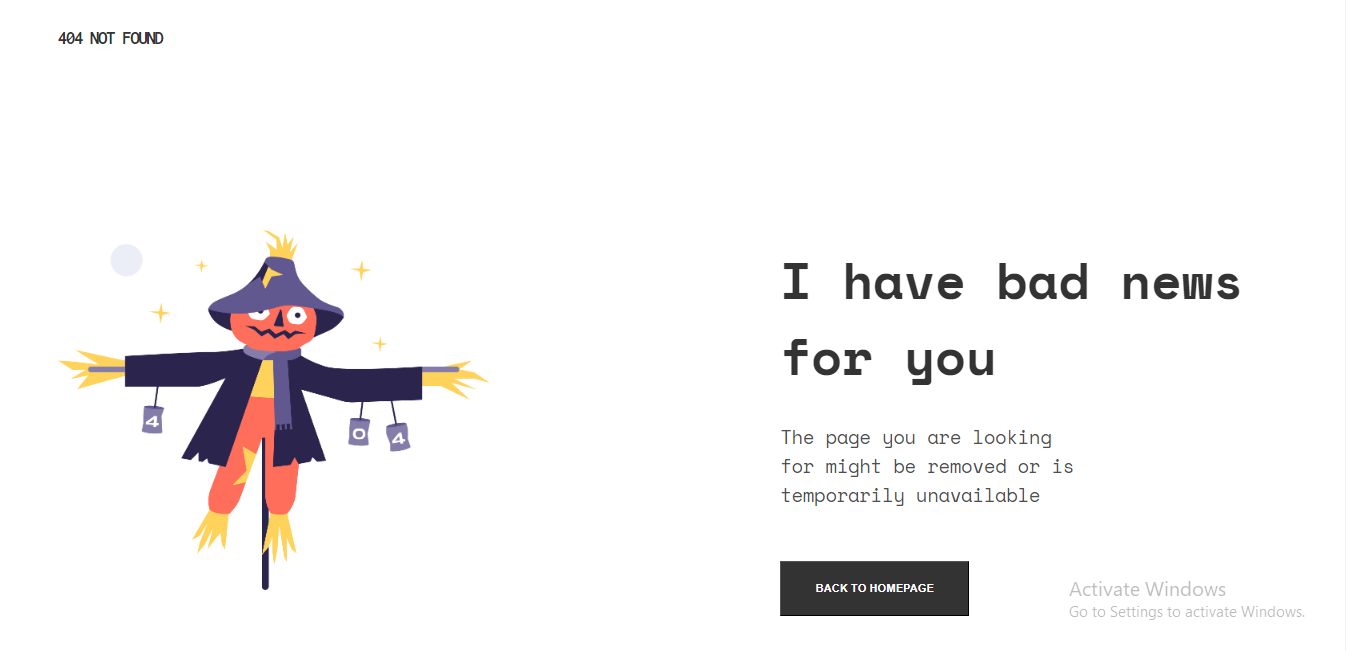 404 NOT FOUND
4
0
4
I have bad news
for you
The page you are looking
for might be removed or is
temporarily unavailable
BACK TO HOMEPAGE
Activate Windows
Go to Settings to activate Windows.